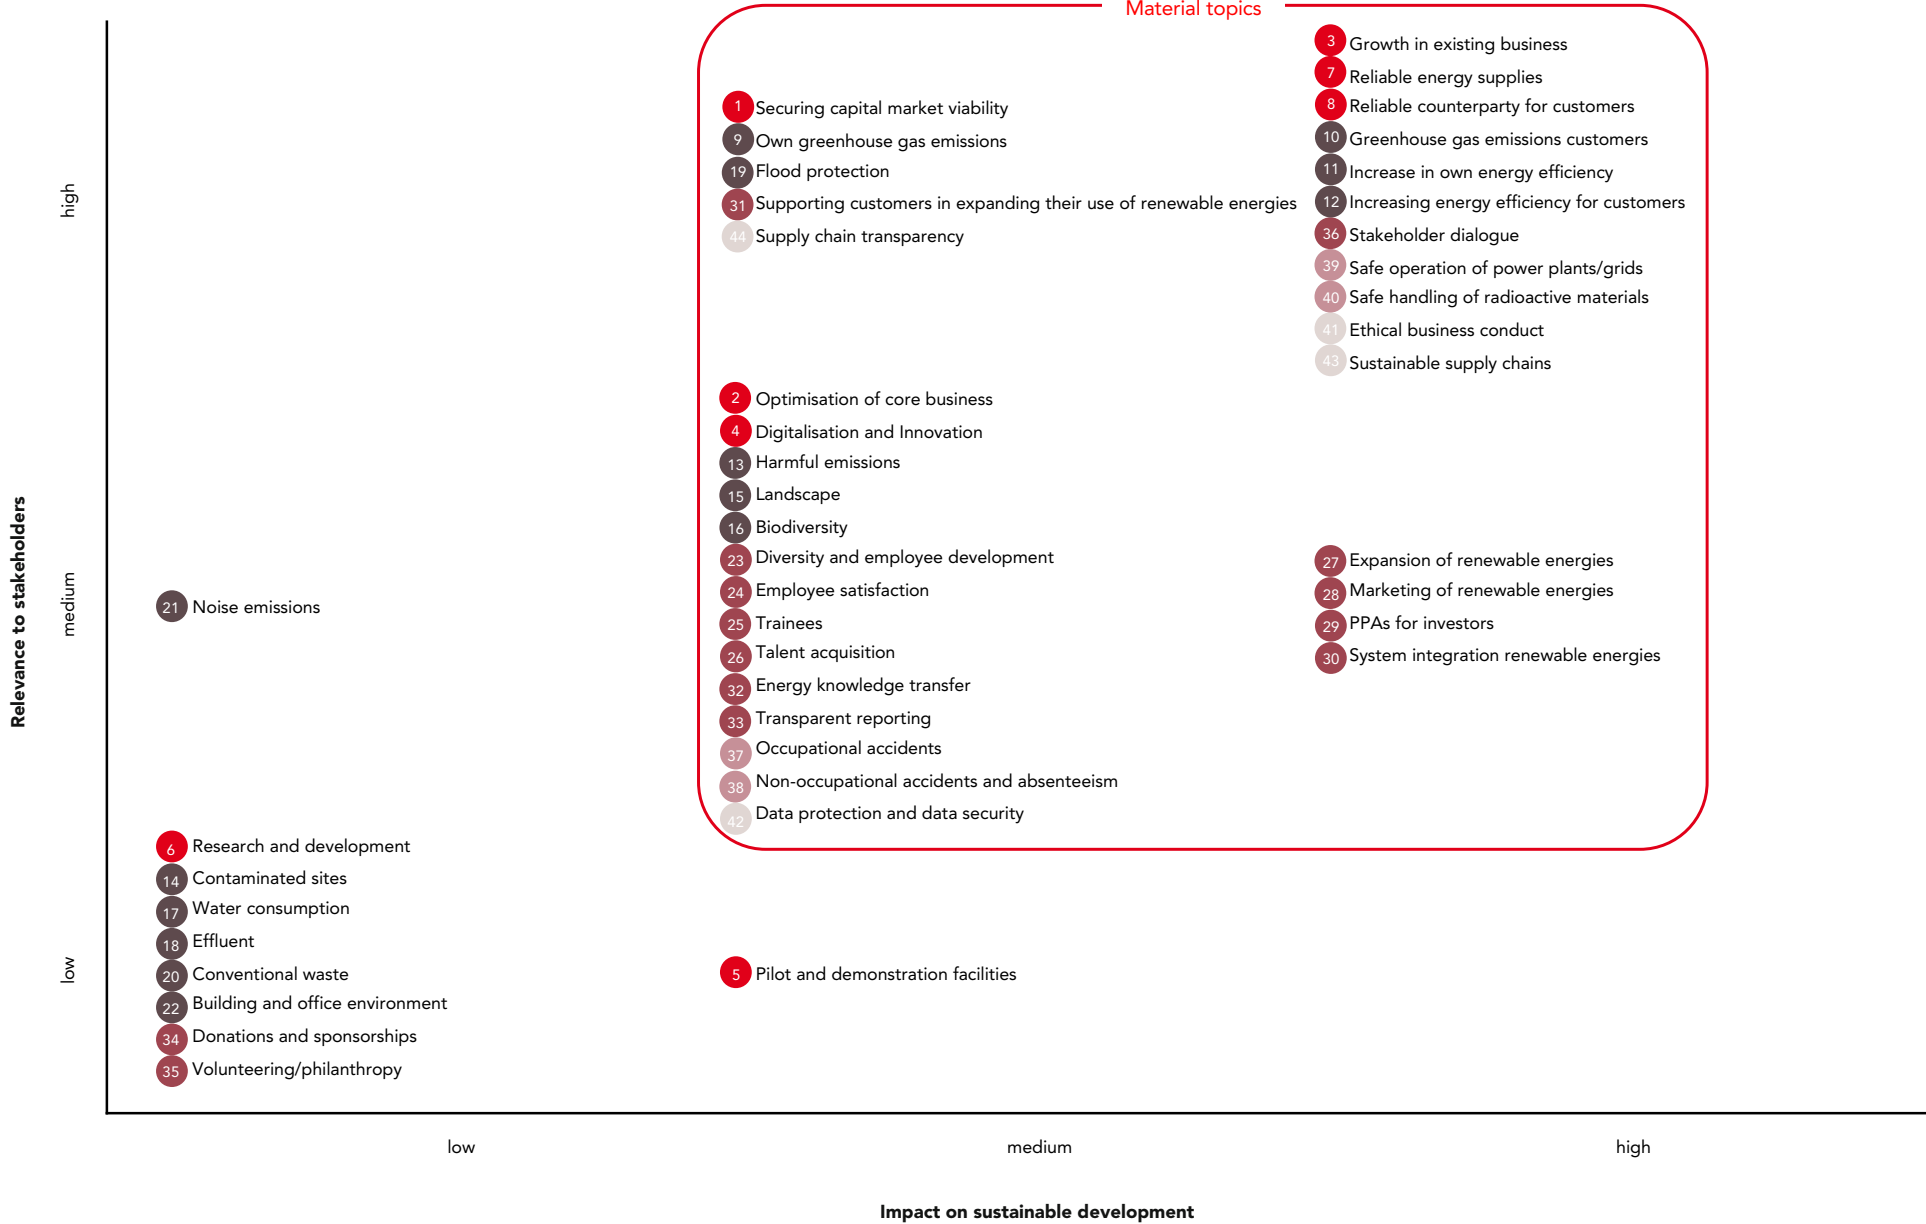 Material topics
3 Growth in existing business
7 Reliable energy supplies
8 Reliable counterparty for customers
10 Greenhouse gas emissions customers
11 Increase in own energy efficiency
12 Increasing energy efficiency for customers
36 Stakeholder dialogue
39 Safe operation of power plants/grids
40 Safe handling of radioactive materials
41 Ethical business conduct
43 Sustainable supply chains
1 Securing capital market viability
9 Own greenhouse gas emissions
19 Flood protection
31 Supporting customers in expanding their use of renewable energies
44 Supply chain transparency
high
2 Optimisation of core business
4 Digitalisation and Innovation
13 Harmful emissions
15 Landscape
16 Biodiversity
23 Diversity and employee development
24 Employee satisfaction
25 Trainees
26 Talent acquisition
32 Energy knowledge transfer
33 Transparent reporting
37 Occupational accidents
38 Non-occupational accidents and absenteeism
42 Data protection and data security
27 Expansion of renewable energies
28 Marketing of renewable energies
29 PPAs for investors
30 System integration renewable energies
Relevance to stakeholders
medium
21 Noise emissions
6 Research and development
14 Contaminated sites
17 Water consumption
18 Effluent
20 Conventional waste
22 Building and office environment
34 Donations and sponsorships
35 Volunteering/philanthropy
low
5 Pilot and demonstration facilities
low
medium
high
Impact on sustainable development